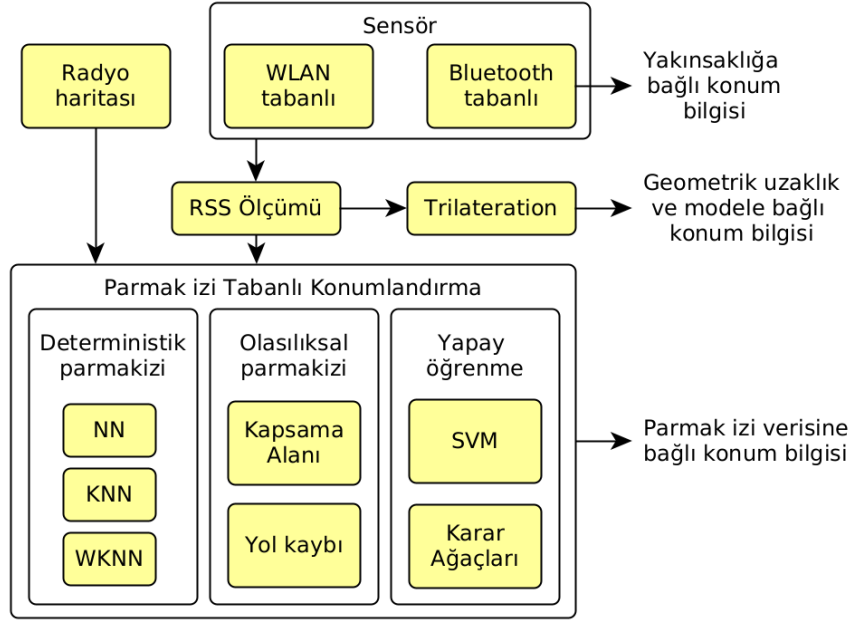 Sensör
Radyo
haritası
WLAN
tabanlı
Bluetooth
tabanlı
Yakınsaklığa
bağlı konum
bilgisi
RSS Ölçümü
Trilateration
Geometrik uzaklık
ve modele bağlı
konum bilgisi
Parmak izi Tabanlı Konumlandırma
Deterministik
parmakizi
NN
KNN
WKNN
Olasılıksal
parmakizi
Kapsama
Alanı
Yol kaybı
Yapay
öğrenme
SVM
Karar
Ağaçları
Parmak izi verisine
bağlı konum bilgisi